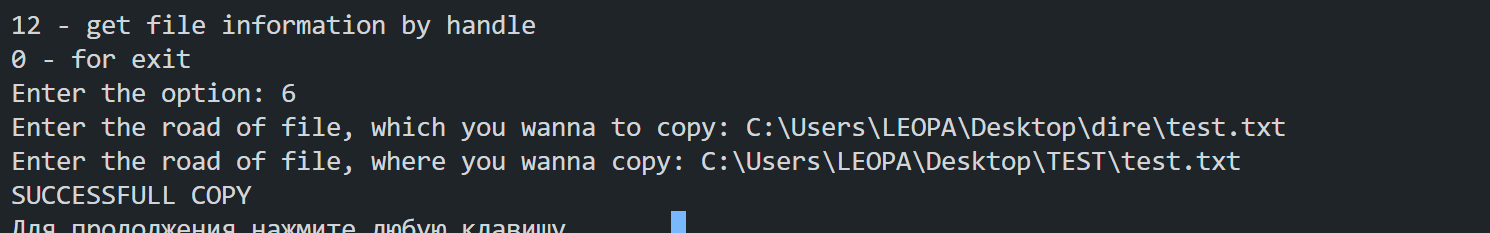 12 - get file information by handle
0 - for exit
Enter the option: 6
Enter the road of file, which you wanna to copy: C:\Users\LEOPA\Desktop\dire\test.txt
Enter the road of file, where you wanna copy: C:\Users\LEOPA\Desktop\TEST\test.txt
SUCCESSFULL COPY
Для продолжения нажмите любую клавишу